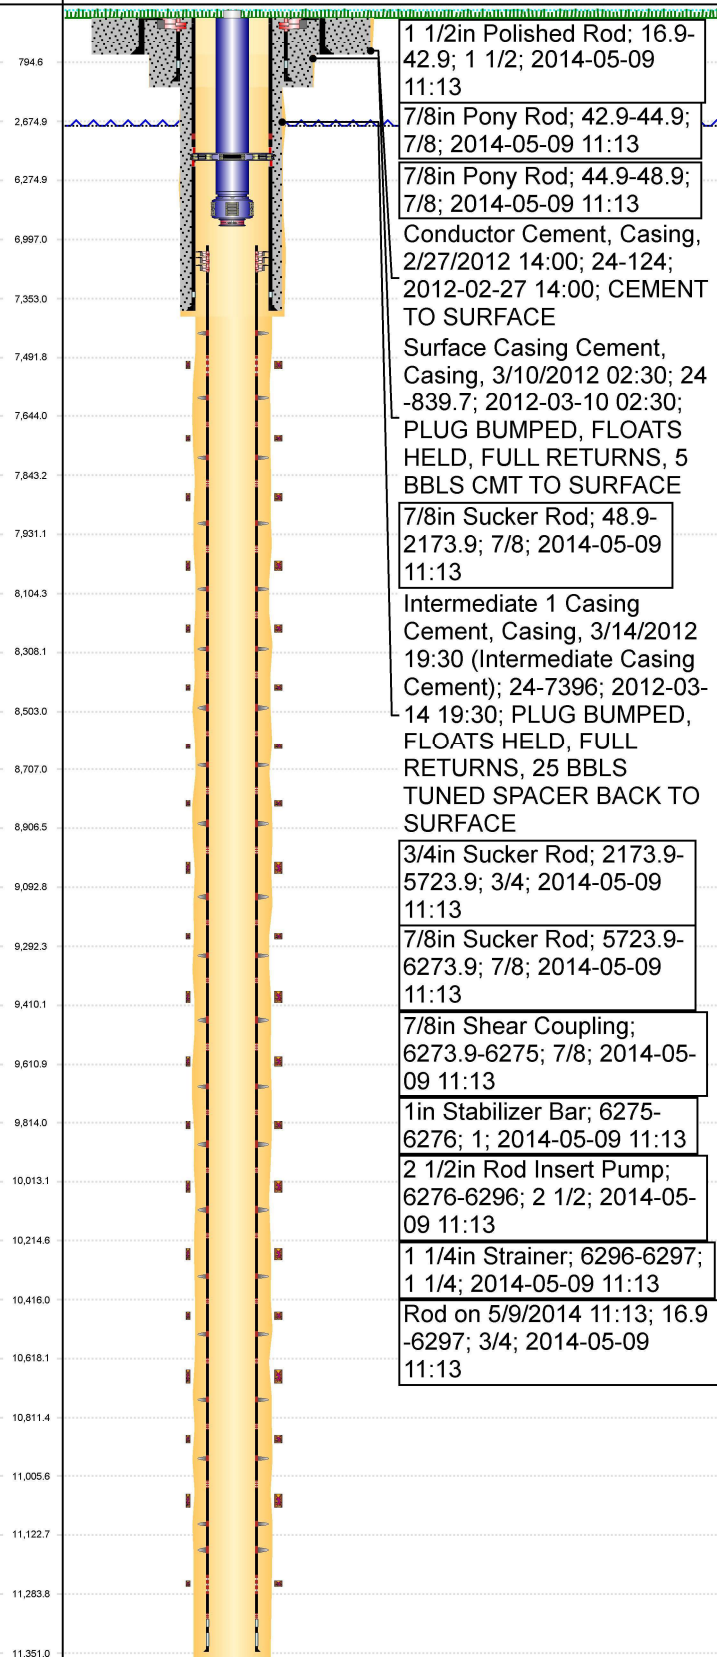 794.6
2,674.9
6,274.9
6,997.0
7,353.0
7,491.8
7,644.0
7,843.2
7,931.1
8,104.3
8,308.1
8,503.0
8,707.0
8,906.5
9,092.8
9,292.3
9,410.1
9,610.9
9,814.0
10,013.1
10,214.6
10,416.0
10,618.1
10,811.4
11,005.6
11,122.7
11,283.8
11,351.0
1 1/2in Polished Rod; 16.9-
42.9; 1 1/2; 2014-05-09
11:13
7/8in Pony Rod; 42.9-44.9;
7/8; 2014-05-09 11:13
7/8in Pony Rod; 44.9-48.9;
7/8; 2014-05-09 11:13
Conductor Cement, Casing,
2/27/2012 14:00; 24-124;
2012-02-27 14:00; CEMENT
TO SURFACE
Surface Casing Cement,
Casing, 3/10/2012 02:30; 24
-839.7; 2012-03-10 02:30;
PLUG BUMPED, FLOATS
HELD, FULL RETURNS, 5
BBLS CMT TO SURFACE
7/8in Sucker Rod; 48.9-
2173.9; 7/8; 2014-05-09
11:13
Intermediate 1 Casing
Cement, Casing, 3/14/2012
19:30 (Intermediate Casing
Cement); 24-7396; 2012-03-
14 19:30; PLUG BUMPED,
FLOATS HELD, FULL
RETURNS, 25 BBLS
TUNED SPACER BACK TO
SURFACE
3/4in Sucker Rod; 2173.9-
5723.9; 3/4; 2014-05-09
11:13
7/8in Sucker Rod; 5723.9-
6273.9; 7/8; 2014-05-09
11:13
7/8in Shear Coupling;
6273.9-6275; 7/8; 2014-05-
09 11:13
1in Stabilizer Bar; 6275-
6276; 1; 2014-05-09 11:13
2 1/2in Rod Insert Pump;
6276-6296; 2 1/2; 2014-05-
09 11:13
1 1/4in Strainer; 6296-6297;
1 1/4; 2014-05-09 11:13
Rod on 5/9/2014 11:13; 16.9
-6297; 3/4; 2014-05-09
11:13